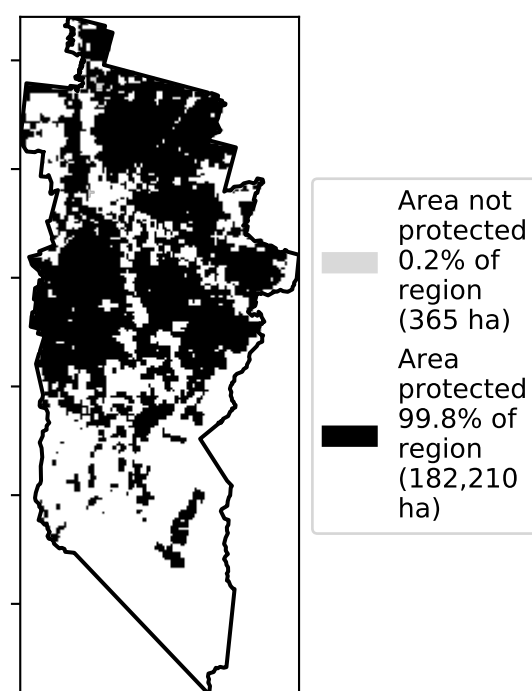 Area not
protected
0.2% of
region
(365 ha)
Area
protected
99.8% of
region
(182,210
ha)